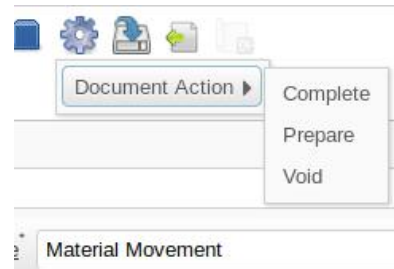 Document Action
Complete
Prepare
Void
Material Movement